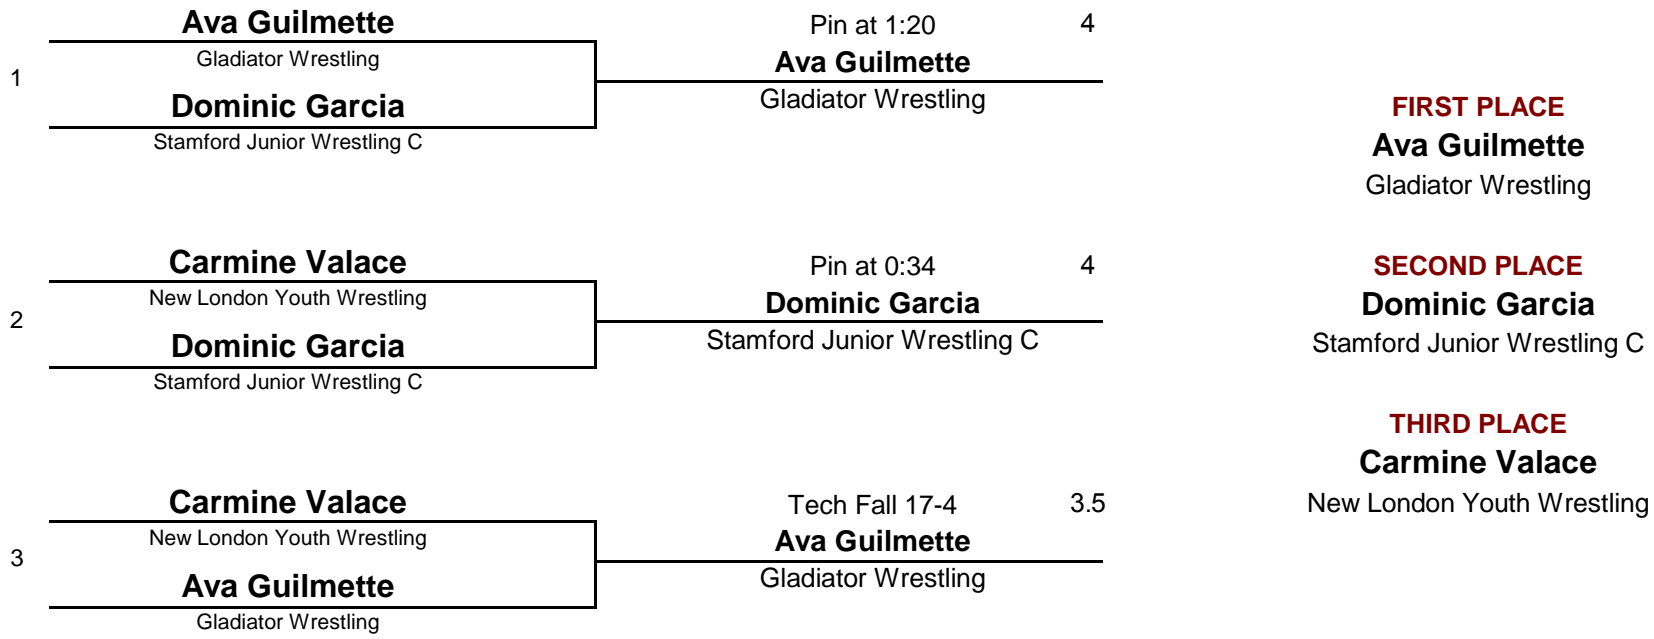 Ava Guilmette
Gladiator Wrestling
1
Dominic Garcia
Stamford Junior Wrestling C
Pin at 1:20 4
Ava Guilmette
Gladiator Wrestling
Carmine Valace
New London Youth Wrestling
2
Dominic Garcia
Stamford Junior Wrestling C
Pin at 0:34 4
Dominic Garcia
Stamford Junior Wrestling C
Carmine Valace
New London Youth Wrestling
3
Ava Guilmette
Gladiator Wrestling
Tech Fall 17-4 3.5
Ava Guilmette
Gladiator Wrestling
FIRST PLACE
Ava Guilmette
Gladiator Wrestling
SECOND PLACE
Dominic Garcia
Stamford Junior Wrestling C
THIRD PLACE
Carmine Valace
New London Youth Wrestling